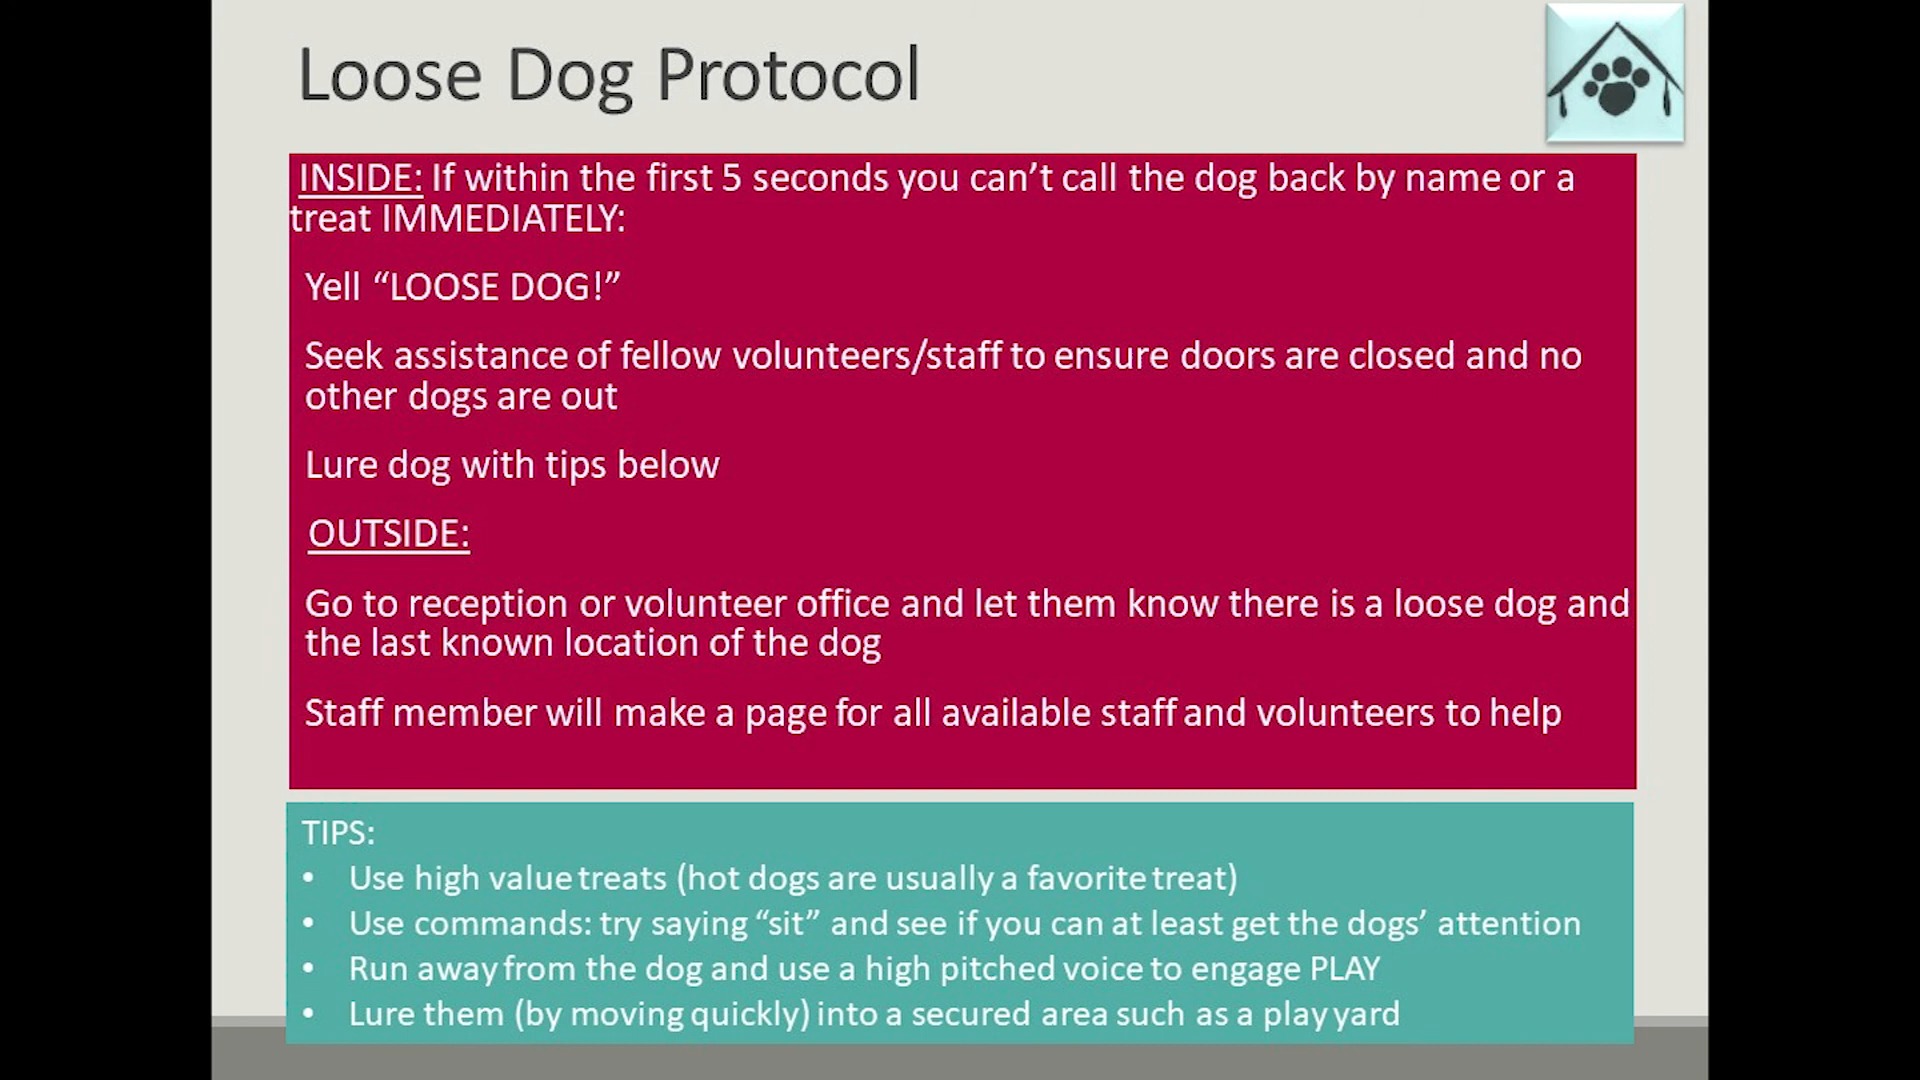 Loose Dog Protocol
INSIDE: If within the first 5 seconds you can’t call the dog back by name or a
treat IMMEDIATELY:
Yell “LOOSE DOG!”
Seek assistance of fellow volunteers/staff to ensure doors are closed and no
other dogs are out
Lure dog with tips below
OUTSIDE:
Go to reception or volunteer office and let them know there is a loose dog and
the last known location of the dog
Staff member will make a page for all available staff and volunteers to help
TIPS:
• Use high value treats (hot dogs are usually a favorite treat)
• Use commands: try saying “sit” and see if you can at least get the dogs’ attention
• Run away from the dog and use a high pitched voice to engage PLAY
• Lure them (by moving quickly) into a secured area such as a play yard